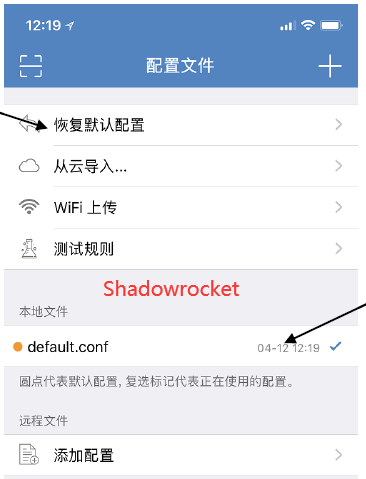 12:19
配置文件
恢复默认配置
从云导入...
WiFi 上传
测试规则
Shadowrocket
本地文件
default.conf 04-12 12:19
圆点代表默认配置, 复选标记代表正在使用的配置。
远程文件
添加配置